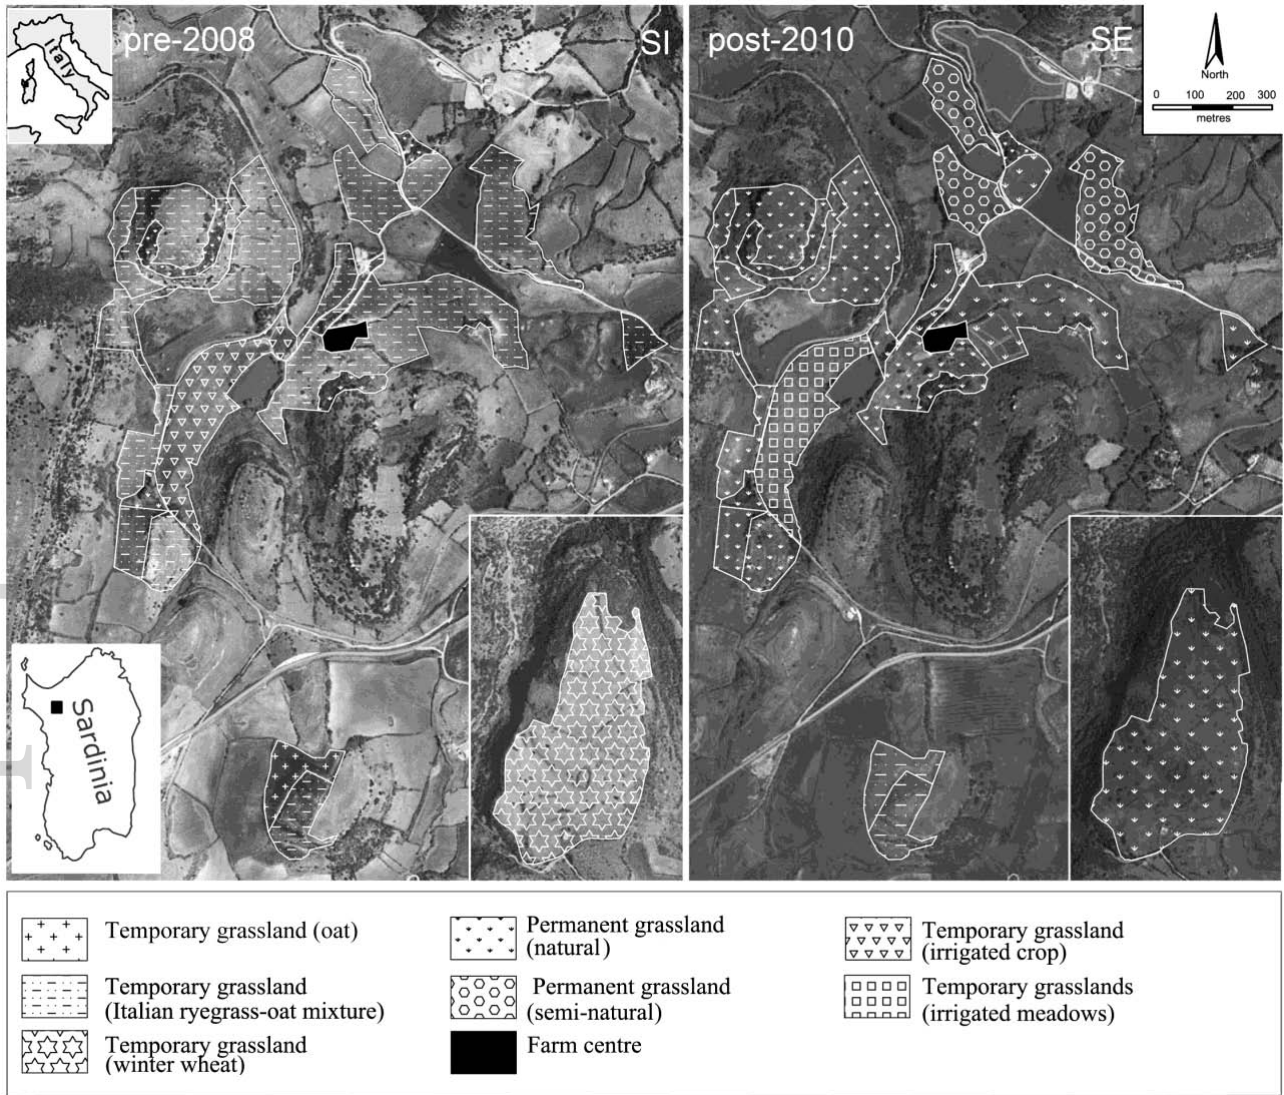 pre-2008
SI
Italy
post-2010
SE
North
0 100 200 300
metres
Sardinia
Temporary grassland (oat)
Temporary grassland
(Italian ryegrass-oat mixture)
Temporary grassland
(winter wheat)
Permanent grassland
(natural)
Permanent grassland
(semi-natural)
Farm centre
Temporary grassland
(irrigated crop)
Temporary grasslands
(irrigated meadows)